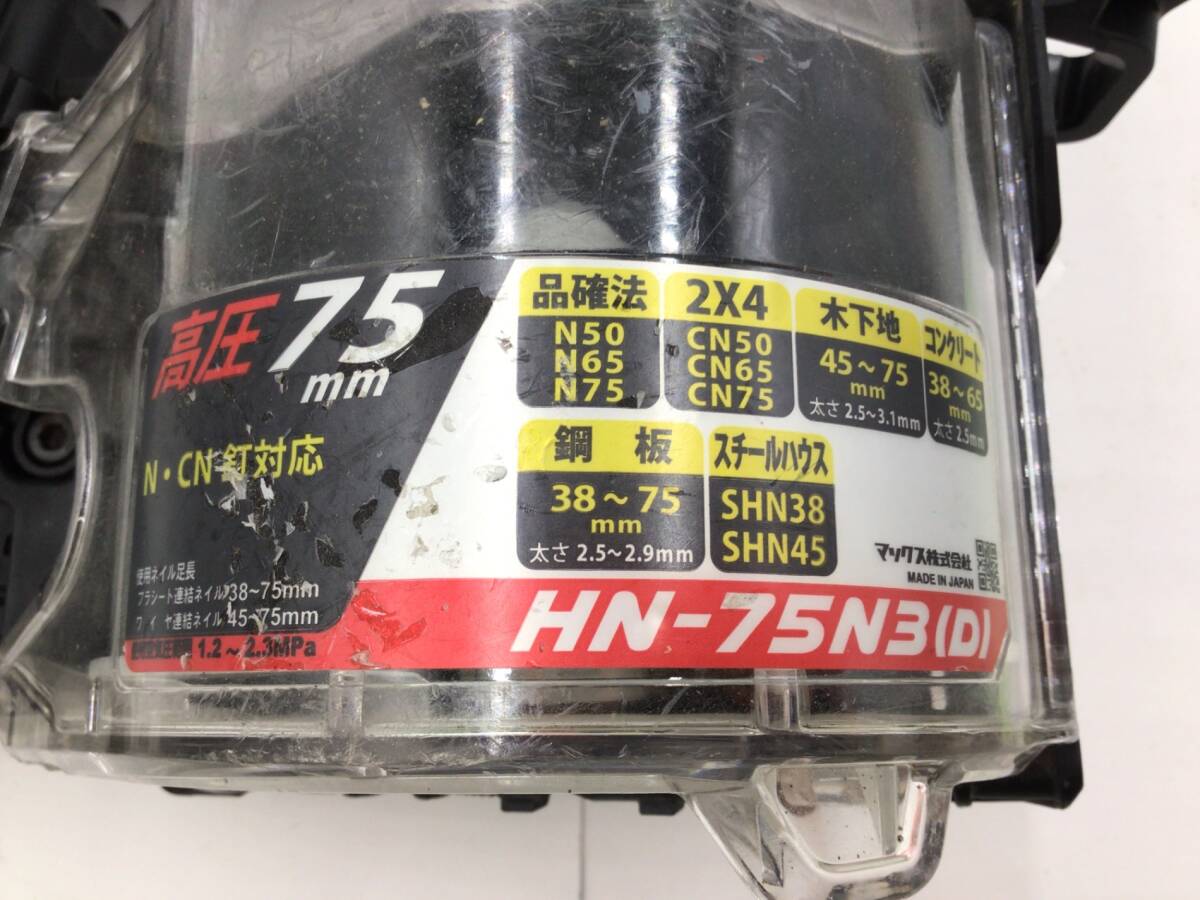 高圧 75
mm
N・CN 釘対応
使用ネイル足長
プラシート連結ネイル 38~75mm
ワイヤ連結ネイル 45~75mm
1.2~2.3MPa
品確法
N50
N65
N75
2X4
CN50
CN65
CN75
木下地
45~75
mm
太さ 2.5~3.1mm
コンクリート
38~65
mm
太さ 2.5mm
鋼 板
38~75
mm
太さ 2.5~2.9mm
スチールハウス
SHN38
SHN45
マックス株式会社
MADE IN JAPAN
HN-75N3(D)